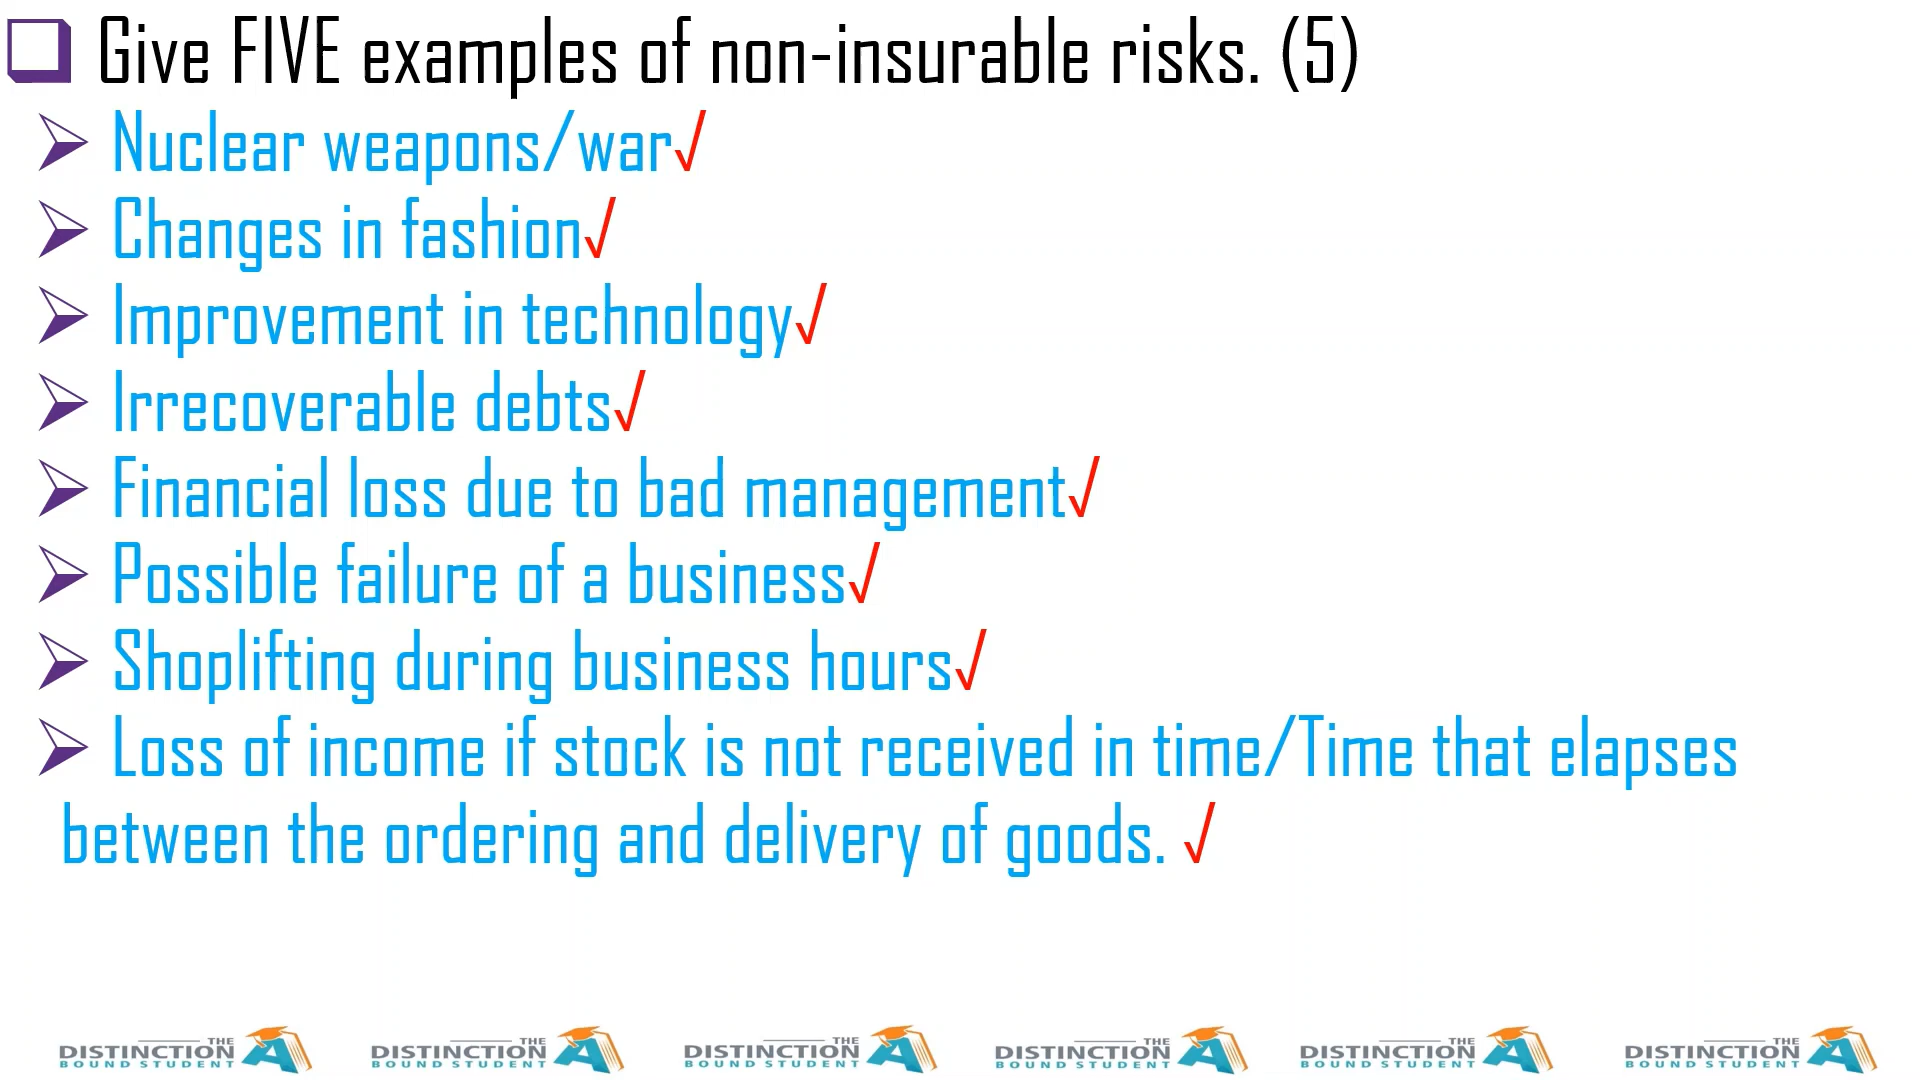 Give FIVE examples of non-insurable risks. (5)
Nuclear weapons/war√
Changes in fashion√
Improvement in technology√
Irrecoverable debts√
Financial loss due to bad management√
Possible failure of a business√
Shoplifting during business hours√
Loss of income if stock is not received in time/Time that elapses
between the ordering and delivery of goods. √
THE DISTINCTION BOUND STUDENT A THE DISTINCTION BOUND STUDENT A THE DISTINCTION BOUND STUDENT A THE DISTINCTION BOUND STUDENT A THE DISTINCTION BOUND STUDENT A THE DISTINCTION BOUND STUDENT A